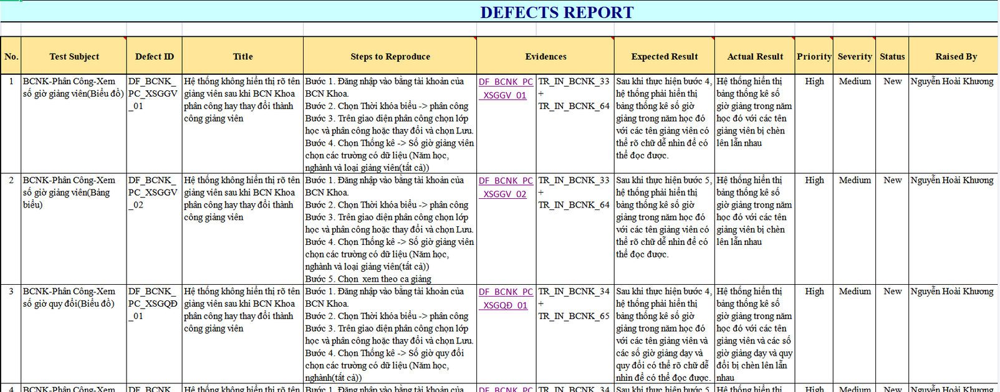 DEFECTS REPORT
No. Test Subject Defect ID Title Steps to Reproduce Evidences Expected Result Actual Result Priority Severity Status Raised By
1
BCNK-Phân Công-Xem
số giờ giảng viên(Biểu đồ)
DF_BCNK_
PC_XSGGV
_01
Hệ thống không hiển thị rõ tên
giảng viên sau khi BCN Khoa
phân công hay thay đổi thành
công giảng viên
Bước 1. Đăng nhập vào bằng tài khoản của
BCN Khoa.
Bước 2. Chọn Thời khóa biểu -> phân công
Bước 3. Trên giao diện phân công chọn lớp
học và phân công hoặc thay đổi và chọn Lưu.
Bước 4. Chọn Thống kê -> Số giờ giảng viên
chọn các trường có dữ liệu (Năm học,
nghành và loại giảng viên(tất cả))
DF_BCNK_PC
_XSGGV_01
TR_IN_BCNK_33
+
TR_IN_BCNK_64
Sau khi thực hiện bước 4,
hệ thống phải hiển thị
bảng thống kê số giờ
giảng trong năm học đó
với các tên giảng viên có
thể rõ chữ dễ nhìn để có
thể đọc được.
Hệ thống hiển thị
bảng thống kê số
giờ giảng trong năm
học đó với các tên
giảng viên bị chèn
lên lẫn nhau
High
Medium
New
Nguyễn Hoài Khương
2
BCNK-Phân Công-Xem
số giờ giảng viên(Bảng
biểu)
DF_BCNK_
PC_XSGGV
_02
Hệ thống không hiển thị rõ tên
giảng viên sau khi BCN Khoa
phân công hay thay đổi thành
công giảng viên
Bước 1. Đăng nhập vào bằng tài khoản của
BCN Khoa.
Bước 2. Chọn Thời khóa biểu -> phân công
Bước 3. Trên giao diện phân công chọn lớp
học và phân công hoặc thay đổi và chọn Lưu.
Bước 4. Chọn Thống kê -> Số giờ giảng viên
chọn các trường có dữ liệu (Năm học,
nghành và loại giảng viên(tất cả))
Bước 5. Chọn  xem theo ca giảng
DF_BCNK_PC
_XSGGV_02
TR_IN_BCNK_33
+
TR_IN_BCNK_64
Sau khi thực hiện bước 5,
hệ thống phải hiển thị
bảng thống kê số giờ
giảng trong năm học đó
với các tên giảng viên có
thể rõ chữ dễ nhìn để có
thể đọc được.
Hệ thống hiển thị
bảng thống kê số
giờ giảng trong năm
học đó với các tên
giảng viên bị chèn
lên lẫn nhau
High
Medium
New
Nguyễn Hoài Khương
3
BCNK-Phân Công-Xem
số giờ quy đổi(Biểu đồ)
DF_BCNK_
PC_XSGQĐ
_01
Hệ thống không hiển thị rõ tên
giảng viên sau khi BCN Khoa
phân công hay thay đổi thành
công giảng viên
Bước 1. Đăng nhập vào bằng tài khoản của
BCN Khoa.
Bước 2. Chọn Thời khóa biểu -> phân công
Bước 3. Trên giao diện phân công chọn lớp
học và phân công hoặc thay đổi và chọn Lưu.
Bước 4. Chọn Thống kê -> Số giờ quy đổi
chọn các trường có dữ liệu (Năm học,
nghành(tất cả))
DF_BCNK_PC
_XSGQĐ_01
TR_IN_BCNK_34
+
TR_IN_BCNK_65
Sau khi thực hiện bước 4,
hệ thống phải hiển thị
bảng thống kê số giờ
giảng trong năm học đó
với các tên giảng viên và
các số giờ giảng dạy và
quy đổi có thể rõ chữ dễ
nhìn để có thể đọc được.
Hệ thống hiển thị
bảng thống kê số
giờ giảng trong năm
học đó với các tên
giảng viên và các số
giờ giảng dạy và quy
đổi bị chèn lên lẫn
nhau
High
Medium
New
Nguyễn Hoài Khương
4
BCNK-Phân Công-Xem
DF_BCNK_
Hệ thống không hiển thị rõ tên
Bước 1. Đăng nhập vào bằng tài khoản của
DF_BCNK_PC
TR_IN_BCNK_34
Sau khi thực hiện bước 5,
Hệ thống hiển thị
High
Medium
New
Nguyễn Hoài Khương